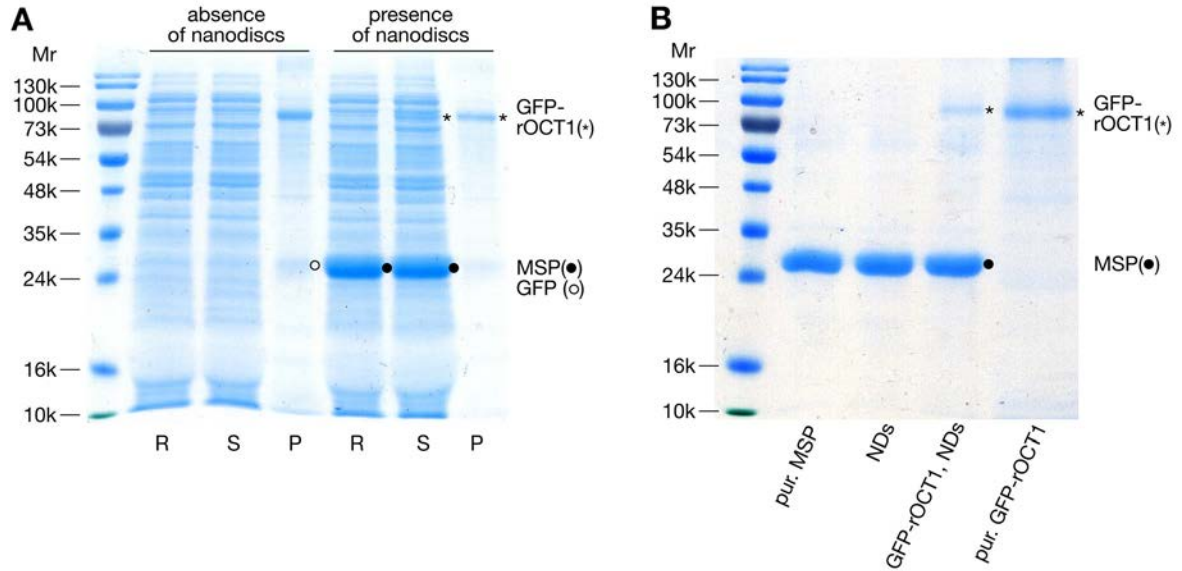 A
absence
of nanodiscs
presence
of nanodiscs
Mr
130k
100k
73k
54k
48k
35k
24k
16k
10k
*
*
GFP-
rOCT1(*)
MSP(●)
GFP (○)
R
S
P
R
S
P
B
Mr
130k
100k
73k
54k
48k
35k
24k
16k
10k
*
*
GFP-
rOCT1(*)
MSP(●)
pur. MSP
NDs
GFP-rOCT1, NDs
pur. GFP-rOCT1